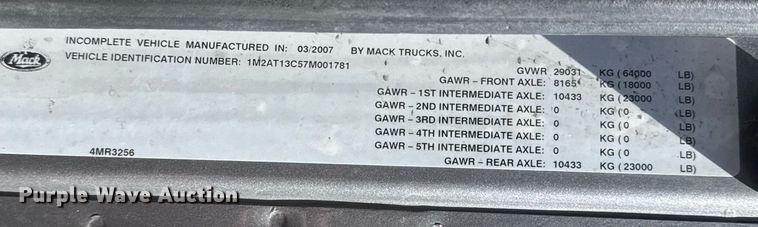 Mack
INCOMPLETE VEHICLE MANUFACTURED IN: 03/2007 BY MACK TRUCKS, INC.
VEHICLE IDENTIFICATION NUMBER: 1M2AT13C57M001781
GVWR 29031 KG ( 64000 LB)
GAWR - FRONT AXLE: 8165 KG ( 18000 LB)
GAWR - 1ST INTERMEDIATE AXLE: 10433 KG ( 23000 LB)
GAWR - 2ND INTERMEDIATE AXLE: 0 KG ( 0 LB)
GAWR - 3RD INTERMEDIATE AXLE: 0 KG ( 0 LB)
GAWR - 4TH INTERMEDIATE AXLE: 0 KG ( 0 LB)
GAWR - 5TH INTERMEDIATE AXLE: 0 KG ( 0 LB)
GAWR - REAR AXLE: 10433 KG ( 23000 LB)
4MR3256
Purple Wave Auction